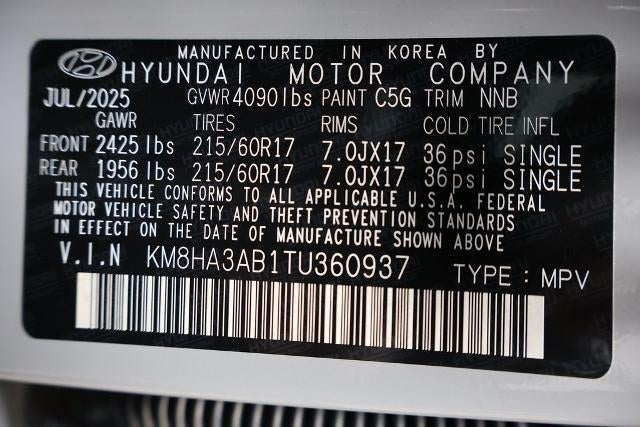 MANUFACTURED IN KOREA BY
HYUNDAI MOTOR COMPANY
JUL/2025 GVWR 4090lbs PAINT C5G TRIM NNB
GAWR TIRES RIMS COLD TIRE INFL
FRONT 2425 lbs 215/60R17 7.0JX17 36psi SINGLE
REAR 1956 lbs 215/60R17 7.0JX17 36psi SINGLE
THIS VEHICLE CONFORMS TO ALL APPLICABLE U.S.A. FEDERAL
MOTOR VEHICLE SAFETY AND THEFT PREVENTION STANDARDS
IN EFFECT ON THE DATE OF MANUFACTURE SHOWN ABOVE
V.I.N KM8HA3AB1TU360937 TYPE : MPV